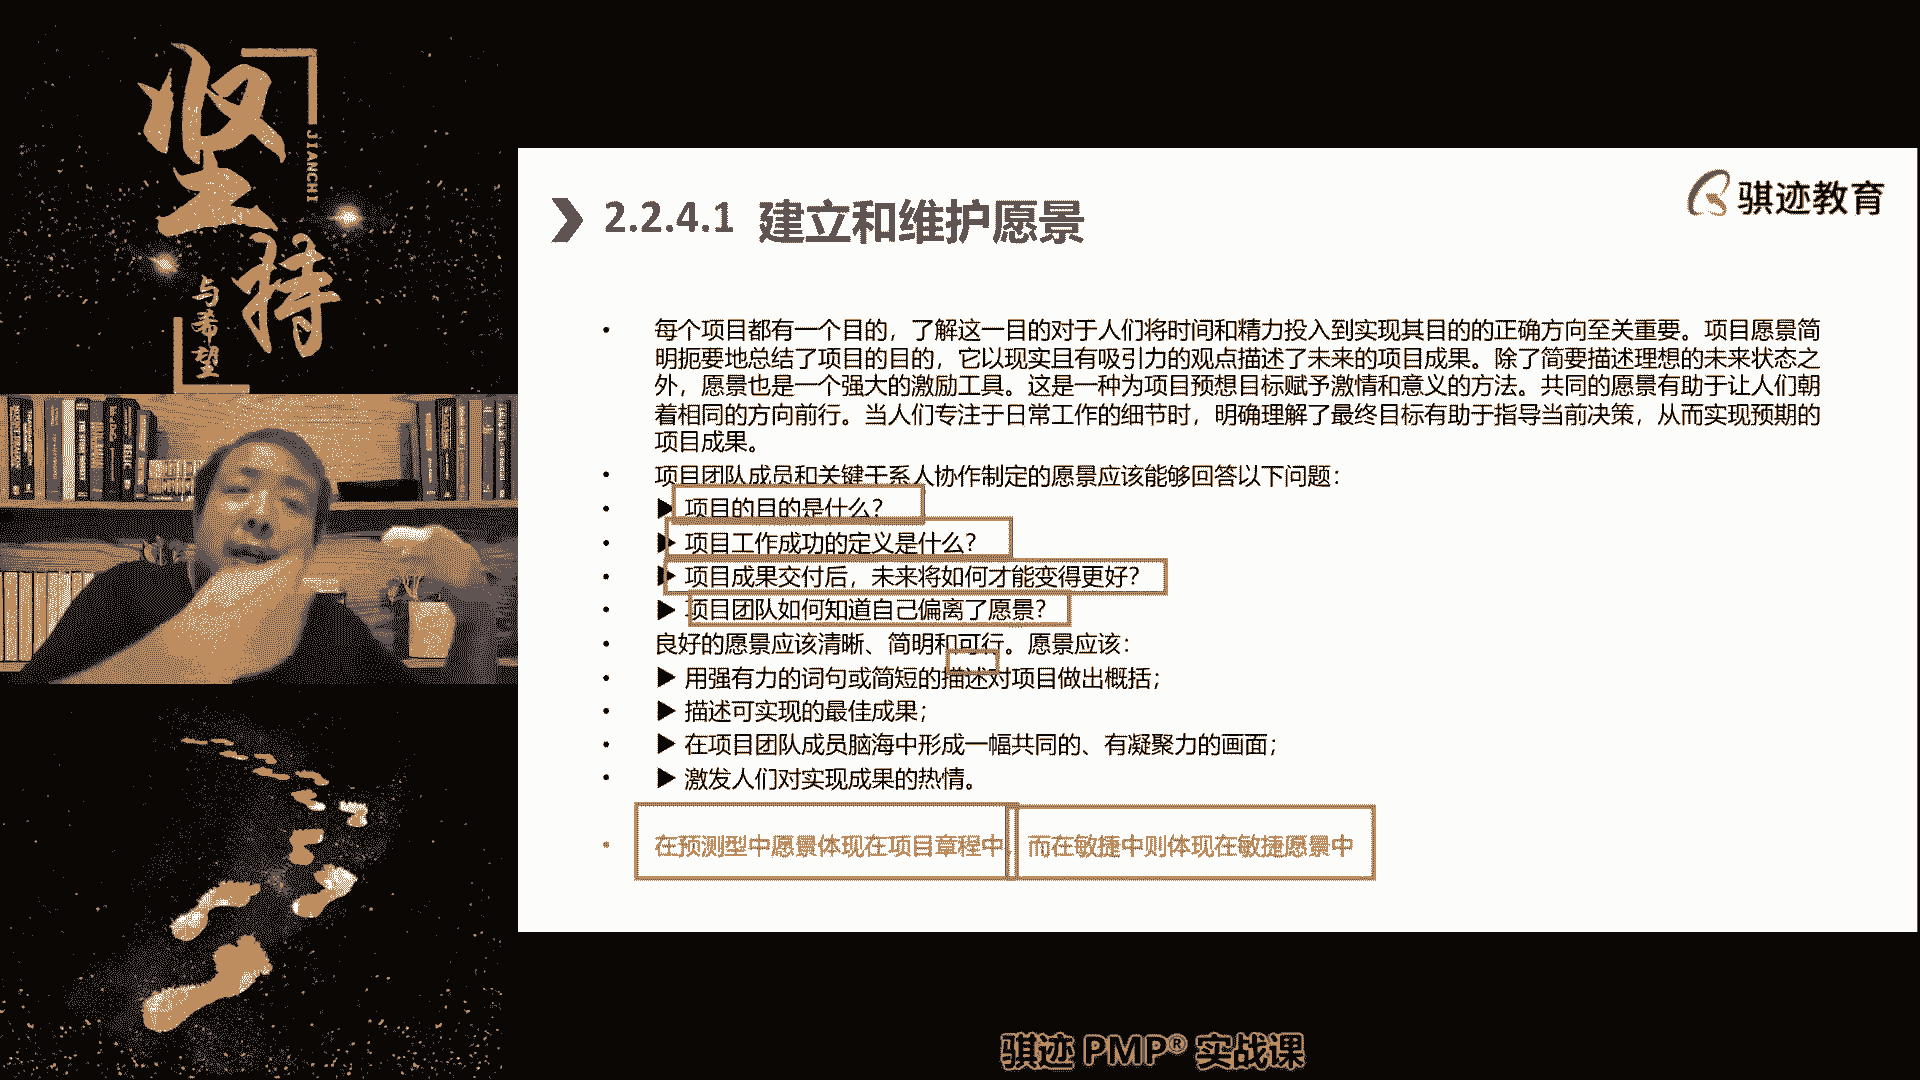 坚持
JIANCHI
与希望
2.2.4.1 建立和维护愿景
骐迹教育
• 每个项目都有一个目的，了解这一目的对于人们将时间和精力投入到实现其目的的正确方向至关重要。项目愿景简
明扼要地总结了项目的目的，它以现实且有吸引力的观点描述了未来的项目成果。除了简要描述理想的未来状态之
外，愿景也是一个强大的激励工具。这是一种为项目预想目标赋予激情和意义的方法。共同的愿景有助于让人们朝
着相同的方向前行。当人们专注于日常工作的细节时，明确理解了最终目标有助于指导当前决策，从而实现预期的
项目成果。
• 项目团队成员和关键干系人协作制定的愿景应该能够回答以下问题：
• ▶ 项目的目的是什么？
• ▶ 项目工作成功的定义是什么？
• ▶ 项目成果交付后，未来将如何才能变得更好？
• ▶ 项目团队如何知道自己偏离了愿景？
• 良好的愿景应该清晰、简明和可行。愿景应该：
• ▶ 用强有力的词句或简短的描述对项目做出概括；
• ▶ 描述可实现的最佳成果；
• ▶ 在项目团队成员脑海中形成一幅共同的、有凝聚力的画面；
• ▶ 激发人们对实现成果的热情。
• 在预测型中愿景体现在项目章程中，而在敏捷中则体现在敏捷愿景中
骐迹 PMP® 实战课